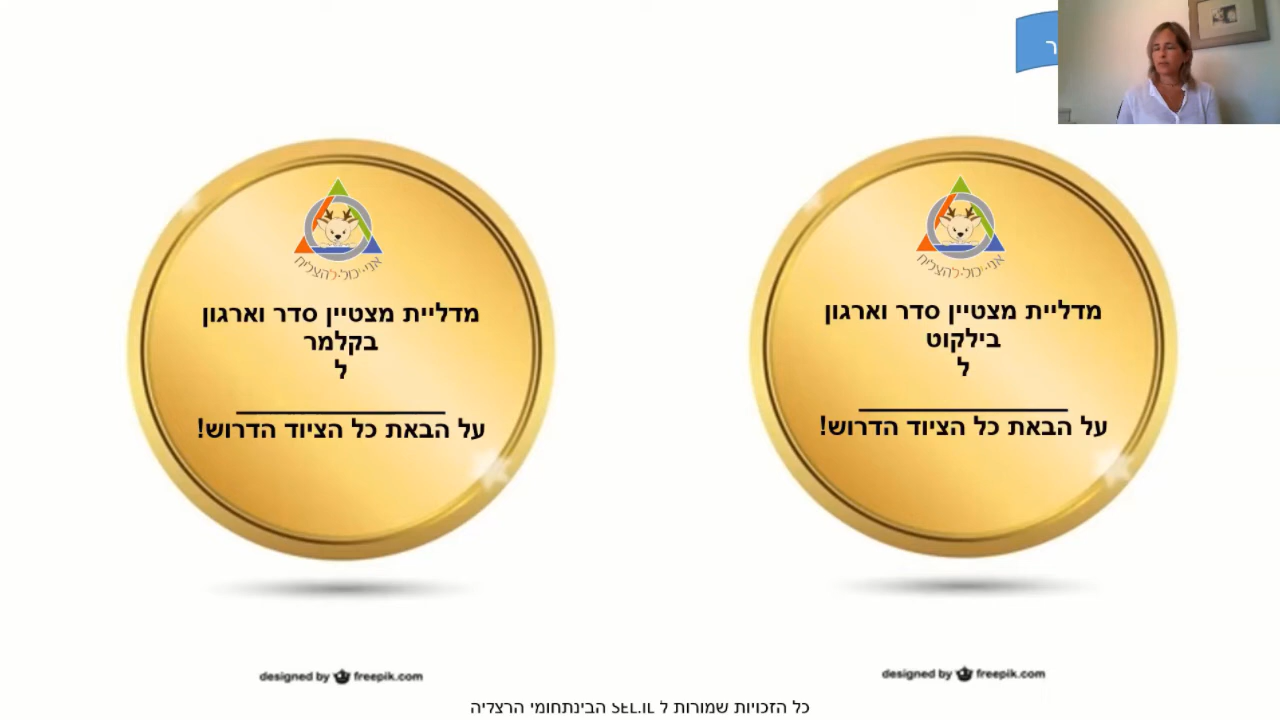 ר
אני·יכול·להצליח
מדליית מצטיין סדר וארגון
בילקוט
ל
____________________
על הבאת כל הציוד הדרוש!
designed by freepik.com
אני·יכול·להצליח
מדליית מצטיין סדר וארגון
בקלמר
ל
____________________
על הבאת כל הציוד הדרוש!
designed by freepik.com
כל הזכויות שמורות ל SEL.IL הבינתחומי הרצליה